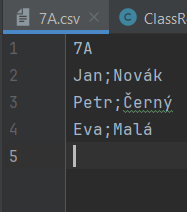 7A.csv
ClassR
1 7A
2 Jan;Novák
3 Petr;Černý
4 Eva;Malá
5